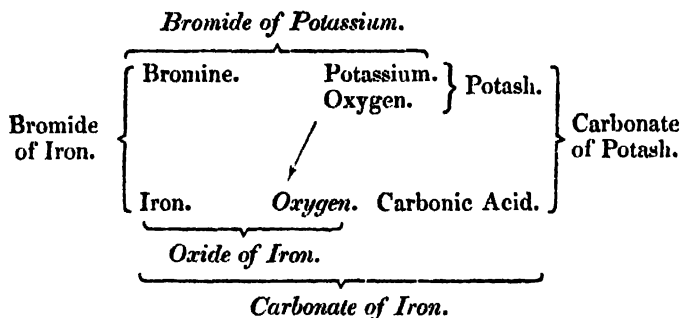 Bromide of Potassium.
Bromine. Potassium.
Oxygen.
Potash.
Bromide
of Iron.
Carbonate
of Potash.
Iron. Oxygen. Carbonic Acid.
Oxide of Iron.
Carbonate of Iron.